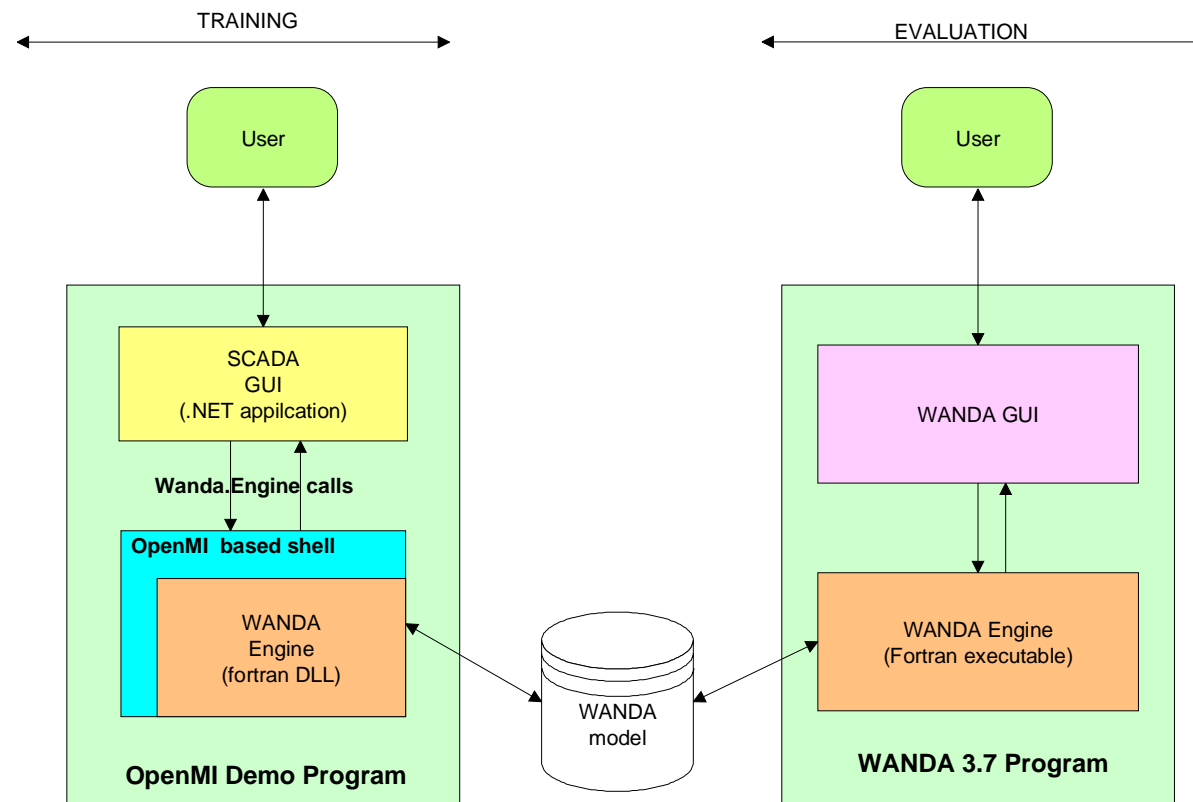 TRAINING
EVALUATION
User
User
SCADA
GUI
(.NET appilcation)
WANDA GUI
Wanda.Engine calls
OpenMI based shell
WANDA
Engine
(fortran DLL)
WANDA Engine
(Fortran executable)
WANDA
model
OpenMI Demo Program
WANDA 3.7 Program